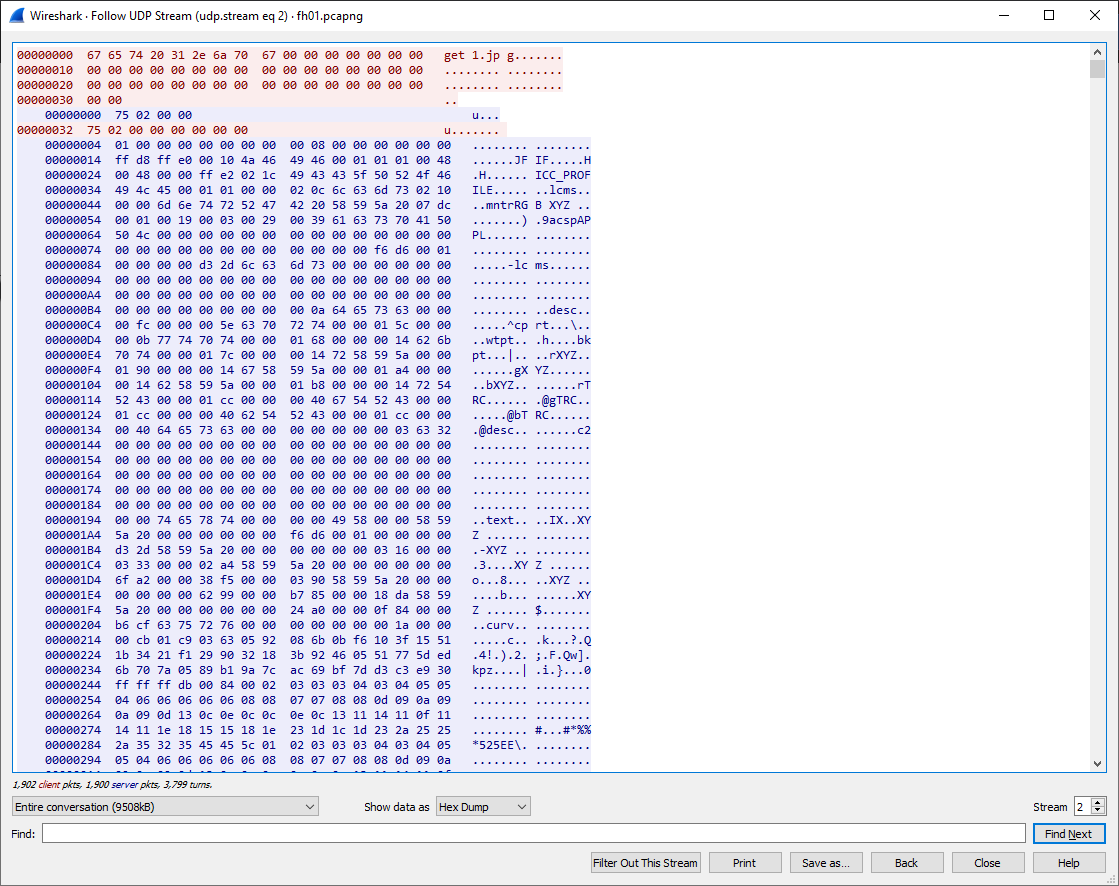 Wireshark · Follow UDP Stream (udp.stream eq 2) · fh01.pcapng
00000000 67 65 74 20 31 2e 6a 70 67 00 00 00 00 00 00 00 get 1.jp g.......
00000010 00 00 00 00 00 00 00 00 00 00 00 00 00 00 00 00 ........ ........
00000020 00 00 00 00 00 00 00 00 00 00 00 00 00 00 00 00 ........ ........
00000030 00 00 ..
00000000 75 02 00 00 u...
00000032 75 02 00 00 00 00 00 00 u.......
00000004 01 00 00 00 00 00 00 00 00 08 00 00 00 00 00 00 ........ ........
00000014 ff d8 ff e0 00 10 4a 46 49 46 00 01 01 01 00 48 ......JF IF.....H
00000024 00 48 00 00 ff e2 02 1c 49 43 43 5f 50 52 4f 46 .H...... ICC_PROF
00000034 49 4c 45 00 01 01 00 00 02 0c 6c 63 6d 73 02 10 ILE..... ..lcms..
00000044 00 00 6d 6e 74 72 52 47 42 20 58 59 5a 20 07 dc ..mntrRG B XYZ ..
00000054 00 01 00 19 00 03 00 29 00 39 61 63 73 70 41 50 .......) .9acspAP
00000064 50 4c 00 00 00 00 00 00 00 00 00 00 00 00 00 00 PL...... ........
00000074 00 00 00 00 00 00 00 00 00 00 00 00 f6 d6 00 01 ........ ........
00000084 00 00 00 00 d3 2d 6c 63 6d 73 00 00 00 00 00 00 .....-lc ms......
00000094 00 00 00 00 00 00 00 00 00 00 00 00 00 00 00 00 ........ ........
000000A4 00 00 00 00 00 00 00 00 00 00 00 00 00 00 00 00 ........ ........
000000B4 00 00 00 00 00 00 00 00 00 0a 64 65 73 63 00 00 ........ ..desc..
000000C4 00 fc 00 00 00 5e 63 70 72 74 00 00 01 5c 00 00 .....^cp rt...\..
000000D4 00 0b 77 74 70 74 00 00 01 68 00 00 00 14 62 6b ..wtpt.. .h....bk
000000E4 70 74 00 00 01 7c 00 00 00 14 72 58 59 5a 00 00 pt...|.. ..rXYZ..
000000F4 01 90 00 00 00 14 67 58 59 5a 00 00 01 a4 00 00 ......gX YZ......
00000104 00 14 62 58 59 5a 00 00 01 b8 00 00 00 14 72 54 ..bXYZ.. ......rT
00000114 52 43 00 00 01 cc 00 00 00 40 67 54 52 43 00 00 RC...... .@gTRC..
00000124 01 cc 00 00 00 40 62 54 52 43 00 00 01 cc 00 00 .....@bT RC......
00000134 00 40 64 65 73 63 00 00 00 00 00 00 00 03 63 32 .@desc.. ......c2
00000144 00 00 00 00 00 00 00 00 00 00 00 00 00 00 00 00 ........ ........
00000154 00 00 00 00 00 00 00 00 00 00 00 00 00 00 00 00 ........ ........
00000164 00 00 00 00 00 00 00 00 00 00 00 00 00 00 00 00 ........ ........
00000174 00 00 00 00 00 00 00 00 00 00 00 00 00 00 00 00 ........ ........
00000184 00 00 00 00 00 00 00 00 00 00 00 00 00 00 00 00 ........ ........
00000194 00 00 74 65 78 74 00 00 00 00 49 58 00 00 58 59 ..text.. ..IX..XY
000001A4 5a 20 00 00 00 00 00 00 f6 d6 00 01 00 00 00 00 Z ...... ........
000001B4 d3 2d 58 59 5a 20 00 00 00 00 00 00 03 16 00 00 .-XYZ .. ........
000001C4 03 33 00 00 02 a4 58 59 5a 20 00 00 00 00 00 00 .3....XY Z ......
000001D4 6f a2 00 00 38 f5 00 00 03 90 58 59 5a 20 00 00 o...8... ..XYZ ..
000001E4 00 00 00 00 62 99 00 00 b7 85 00 00 18 da 58 59 ....b... ......XY
000001F4 5a 20 00 00 00 00 00 00 24 a0 00 00 0f 84 00 00 Z ...... $.......
00000204 b6 cf 63 75 72 76 00 00 00 00 00 00 00 1a 00 00 ..curv.. ........
00000214 00 cb 01 c9 03 63 05 92 08 6b 0b f6 10 3f 15 51 .....c.. .k...?.Q
00000224 1b 34 21 f1 29 90 32 18 3b 92 46 05 51 77 5d ed .4!.).2. ;.F.Qw].
00000234 6b 70 7a 05 89 b1 9a 7c ac 69 bf 7d d3 c3 e9 30 kpz....| .i.}...0
00000244 ff ff ff db 00 84 00 02 03 03 03 04 03 04 05 05 ........ ........
00000254 04 06 06 06 06 06 08 08 07 07 08 08 0d 09 0a 09 ........ ........
00000264 0a 09 0d 13 0c 0e 0c 0c 0e 0c 13 11 14 11 0f 11 ........ ........
00000274 14 11 1e 18 15 15 18 1e 23 1d 1c 1d 23 2a 25 25 ........ #...#*%%
00000284 2a 35 32 35 45 45 5c 01 02 03 03 03 04 03 04 05 *525EE\. ........
00000294 05 04 06 06 06 06 06 08 08 07 07 08 08 0d 09 0a ........ ........
1,902 client pkts, 1,900 server pkts, 3,799 turns.
Entire conversation (9508kB) Show data as Hex Dump Stream 2
Find: Find Next
Filter Out This Stream Print Save as... Back Close Help